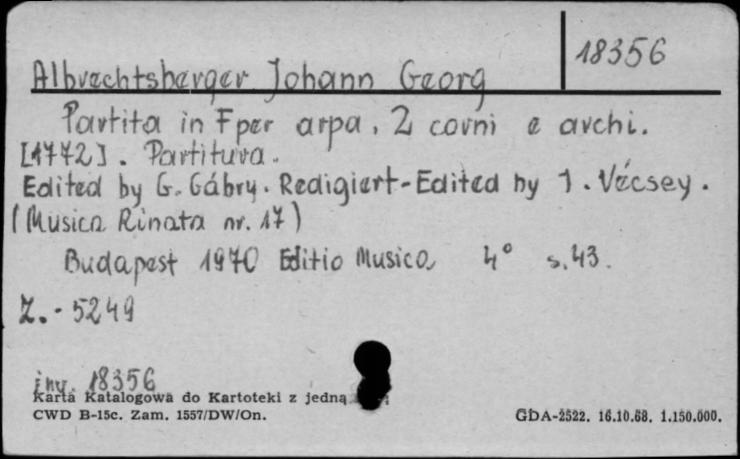 18356
Albrechtsberger Johann Georg
Partita in F per arpa, 2 corni e archi.
[1772]. Partitura.
Edited by G. Gábry. Redigiert-Edited by J. Vécsey.
(Musica Rinata nr. 17)
Budapest 1970 Editio Musica 4° s. 43.
Z. - 5249
inw. 18356
Karta Katalogowa do Kartoteki z jedną
CWD B-15c. Zam. 1557/DW/On.
GDA-2522. 16.10.68. 1.150.000.